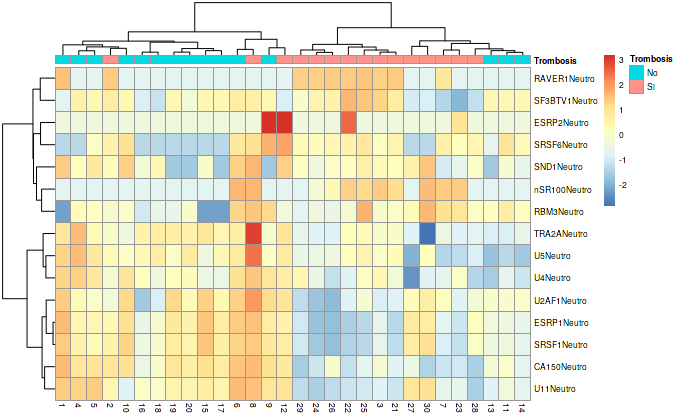 Trombosis
RAVER1Neutro
SF3BTV1Neutro
ESRP2Neutro
SRSF6Neutro
SND1Neutro
nSR100Neutro
RBM3Neutro
TRA2ANeutro
U5Neutro
U4Neutro
U2AF1Neutro
ESRP1Neutro
SRSF1Neutro
CA150Neutro
U11Neutro
1 4 5 2 10 16 18 19 20 15 17 6 8 9 12 29 24 26 22 25 3 21 27 30 7 23 28 13 11 14
3
2
1
0
-1
-2
Trombosis
No
SI